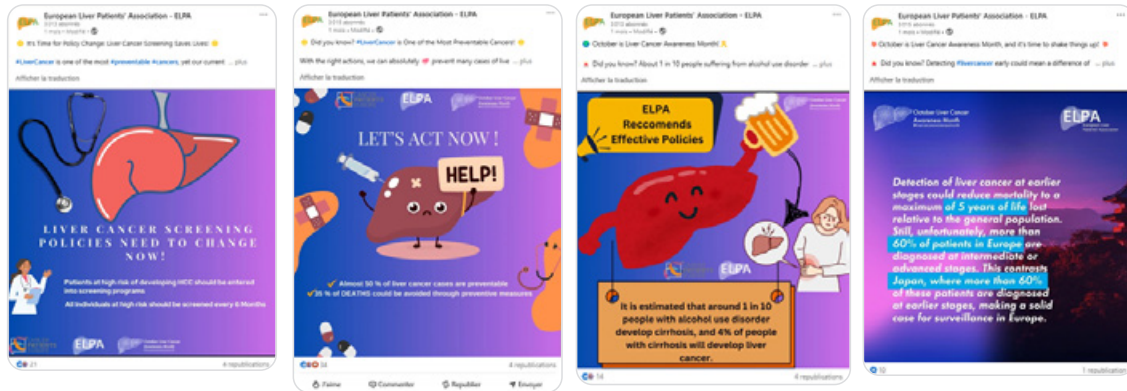 European Liver Patients' Association - ELPA
1 mois • Modifié •
It's Time for Policy Change: Liver Cancer Screening Saves Lives!
#LiverCancer is one of the most #preventable #cancers, yet our current ... plus
Afficher la traduction
LIVER CANCER SCREENING
POLICIES NEED TO CHANGE
NOW!
Patients at high risk of developing HCC should be entered
into screening programs
All individuals at high risk should be screened every 6 Months
ELPA
21
4 republications
European Liver Patients' Association - ELPA
1 mois • Modifié •
Did you know? #LiverCancer is One of the Most Preventable Cancers!
With the right actions, we can absolutely prevent many cases of live ... plus
Afficher la traduction
ELPA
LET'S ACT NOW!
HELP!
Almost 50 % of liver cancer cases are preventable
35 % of DEATHS could be avoided through preventive measures
4 republications
J'aime
Commenter
Republier
Envoyer
European Liver Patients' Association - ELPA
1 mois • Modifié •
October is Liver Cancer Awareness Month!
Did you know? About 1 in 10 people suffering from alcohol use disorder ... plus
Afficher la traduction
ELPA
Reccomends
Effective Policies
ELPA
It is estimated that around 1 in 10
people with alcohol use disorder
develop cirrhosis, and 4% of people
with cirrhosis will develop liver
cancer.
14
4 republications
European Liver Patients' Association - ELPA
1 mois • Modifié •
October is Liver Cancer Awareness Month, and it's time to shake things up!
Did you know? Detecting #livercancer early could mean a difference of ... plus
Afficher la traduction
October Liver Cancer
Awareness Month
ELPA
Detection of liver cancer at earlier
stages could reduce mortality to a
maximum of 5 years of life lost
relative to the general population.
Still, unfortunately, more than
60% of patients in Europe are
diagnosed at intermediate or
advanced stages. This contrasts
Japan, where more than 60%
of these patients are diagnosed
at earlier stages, making a solid
case for surveillance in Europe.
1 republication